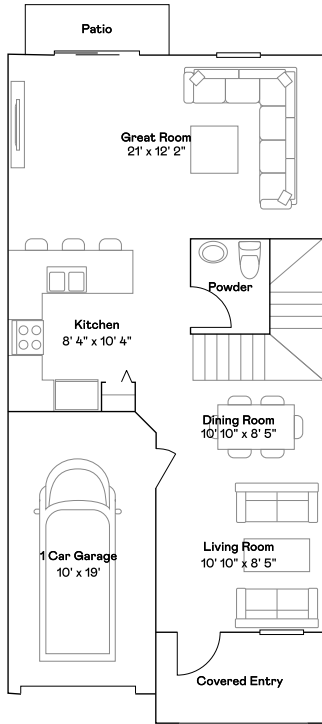 Patio
Great Room
21' x 12' 2"
Powder
Kitchen
8' 4" x 10' 4"
Dining Room
10' 10" x 8' 5"
Living Room
10' 10" x 8' 5"
1 Car Garage
10' x 19'
Covered Entry